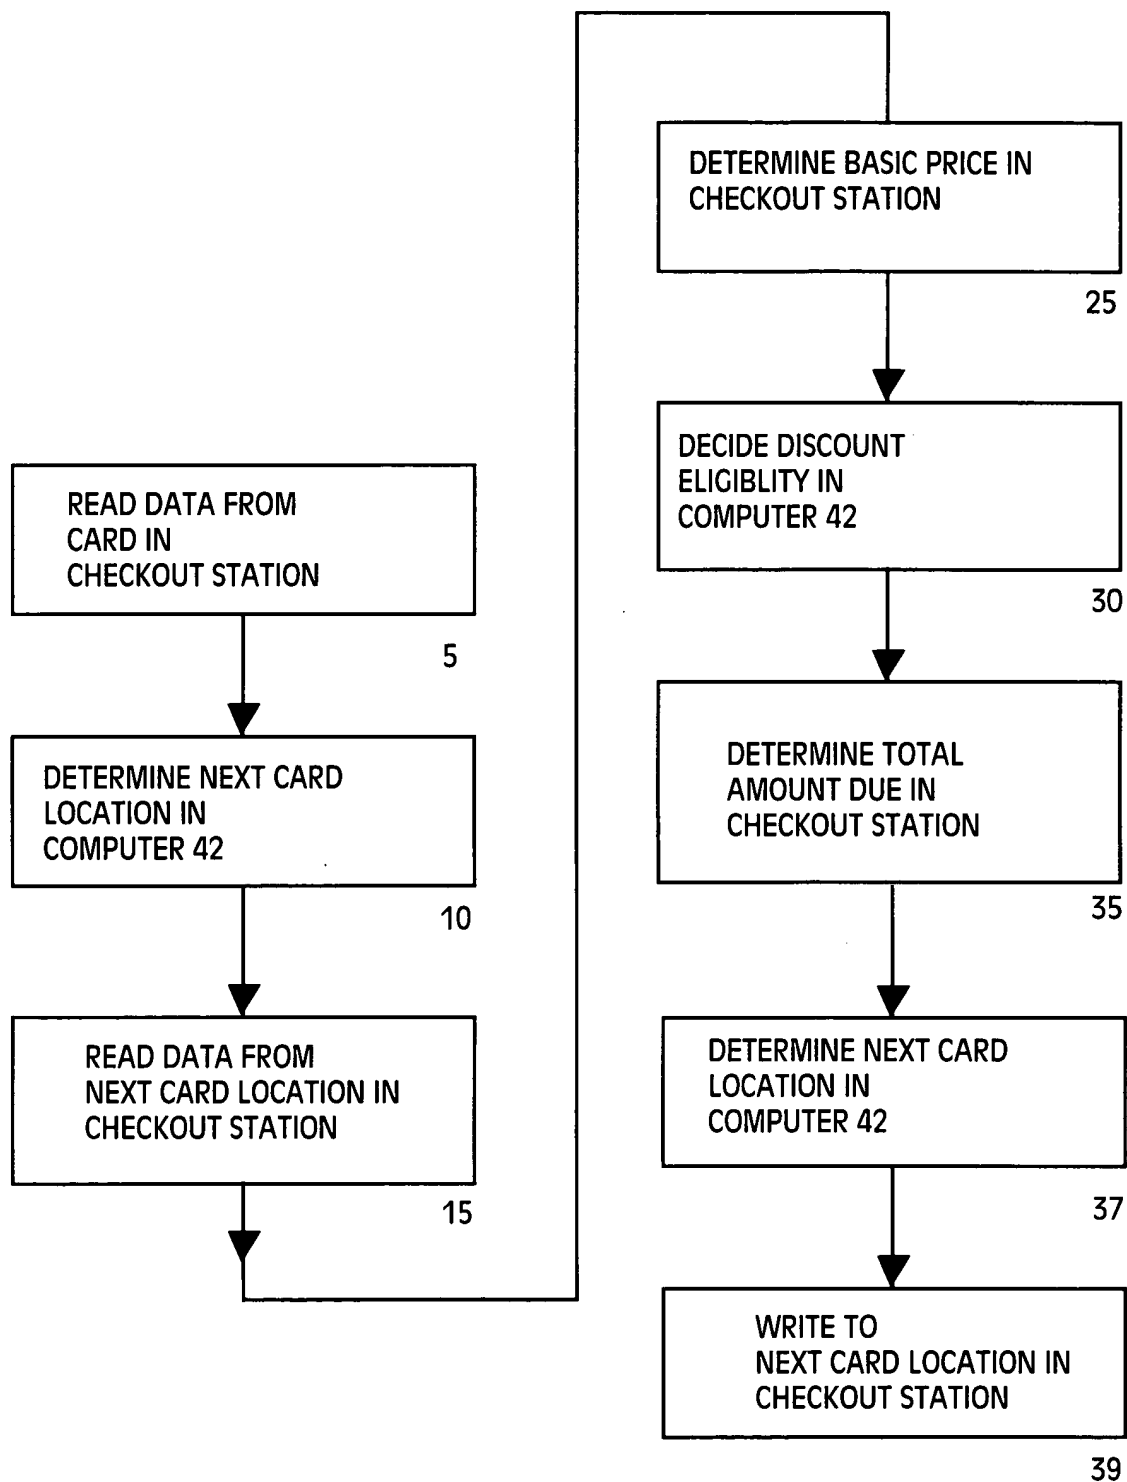 READ DATA FROM
CARD IN
CHECKOUT STATION
5
DETERMINE NEXT CARD
LOCATION IN
COMPUTER 42
10
READ DATA FROM
NEXT CARD LOCATION IN
CHECKOUT STATION
15
DETERMINE BASIC PRICE IN
CHECKOUT STATION
25
DECIDE DISCOUNT
ELIGIBLITY IN
COMPUTER 42
30
DETERMINE TOTAL
AMOUNT DUE IN
CHECKOUT STATION
35
DETERMINE NEXT CARD
LOCATION IN
COMPUTER 42
37
WRITE TO
NEXT CARD LOCATION IN
CHECKOUT STATION
39